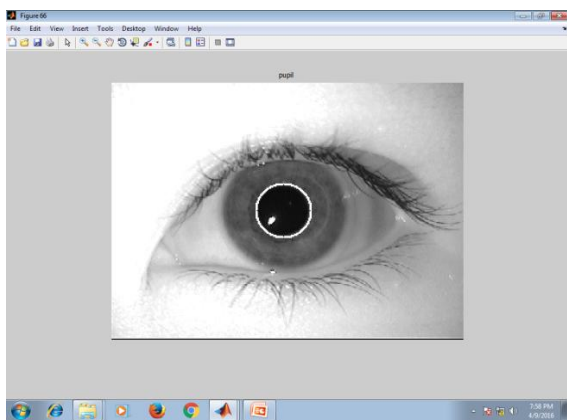 Figure 66
File Edit View Insert Tools Desktop Window Help
pupil
7:58 PM
4/9/2016